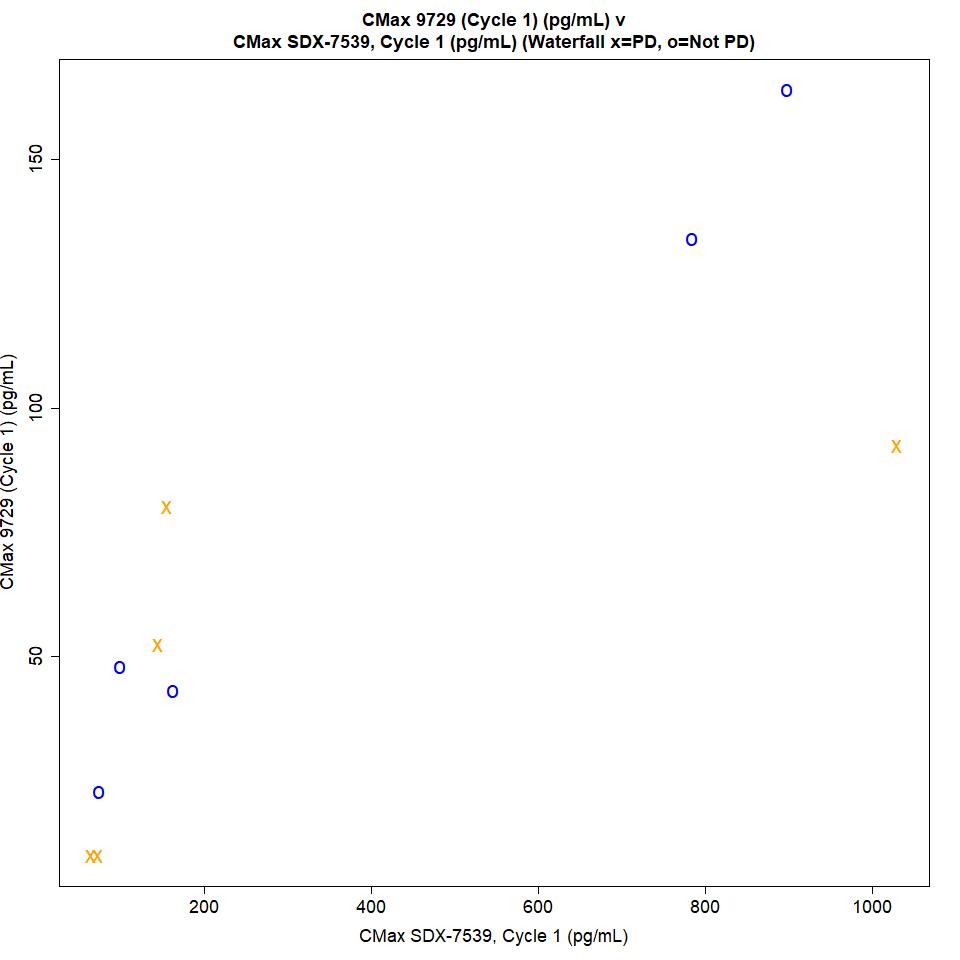 CMax 9729 (Cycle 1) (pg/mL) v
CMax SDX-7539, Cycle 1 (pg/mL) (Waterfall x=PD, o=Not PD)
CMax 9729 (Cycle 1) (pg/mL)
150
100
50
O
O
X
X
X
O
O
O
XX
200 400 600 800 1000
CMax SDX-7539, Cycle 1 (pg/mL)